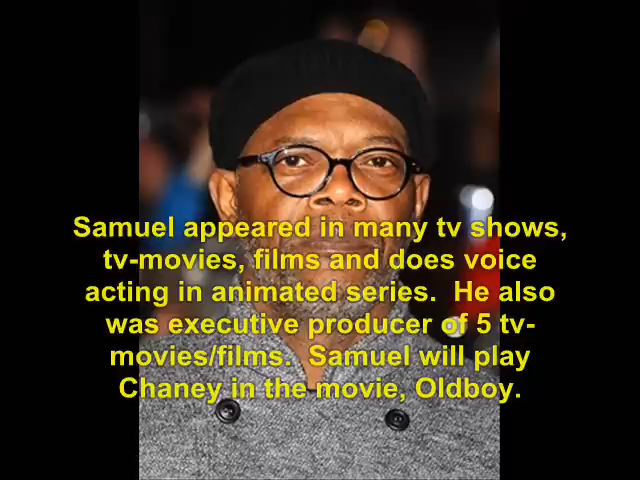 Samuel appeared in many tv shows,
tv-movies, films and does voice
acting in animated series.  He also
was executive producer of 5 tv-
movies/films.  Samuel will play
Chaney in the movie, Oldboy.